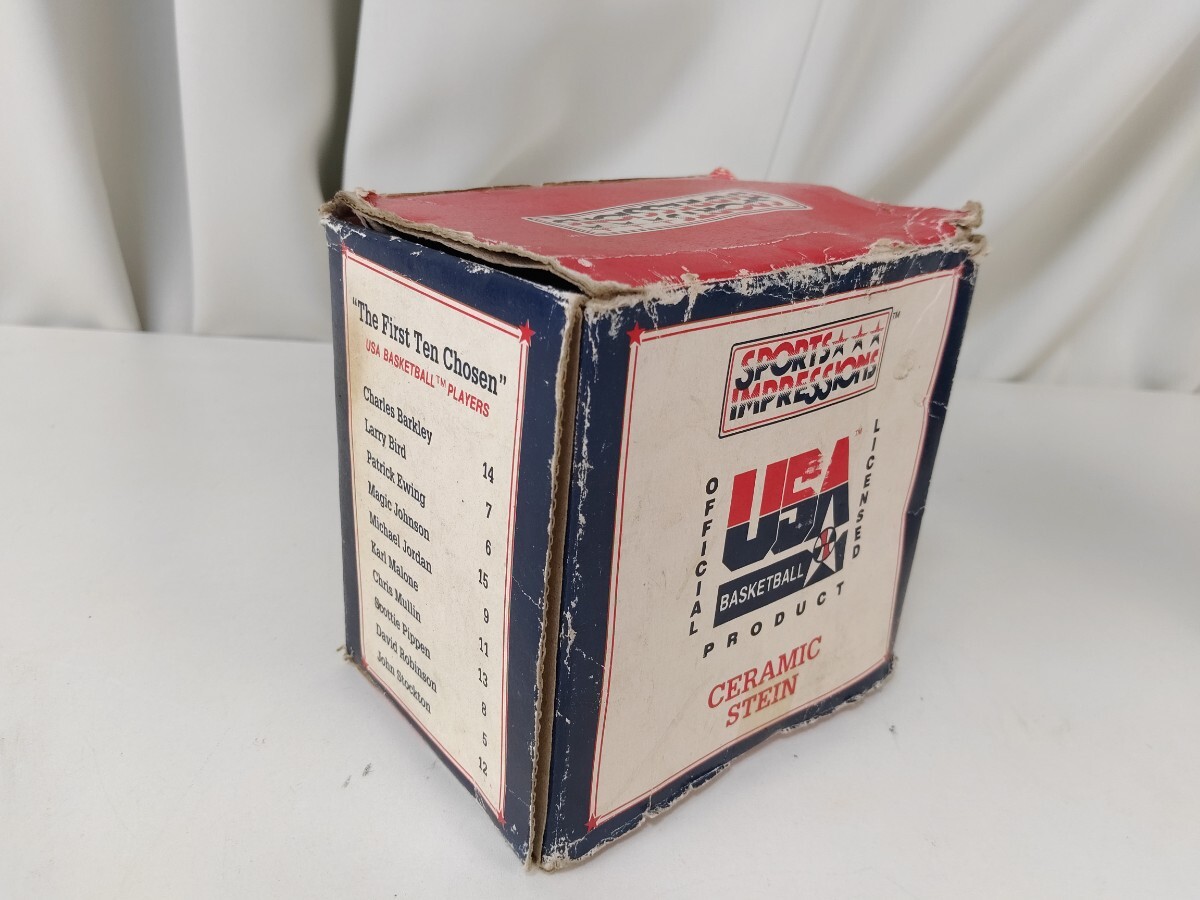 "The First Ten Chosen"
USA BASKETBALL™ PLAYERS
Charles Barkley 14
Larry Bird 7
Patrick Ewing 6
Magic Johnson 15
Michael Jordan 9
Karl Malone 11
Chris Mullin 13
Scottie Pippen 8
David Robinson 5
John Stockton 12
SPORTS
IMPRESSIONS™
OFFICIAL
LICENSED
USA™
BASKETBALL
PRODUCT
CERAMIC
STEIN